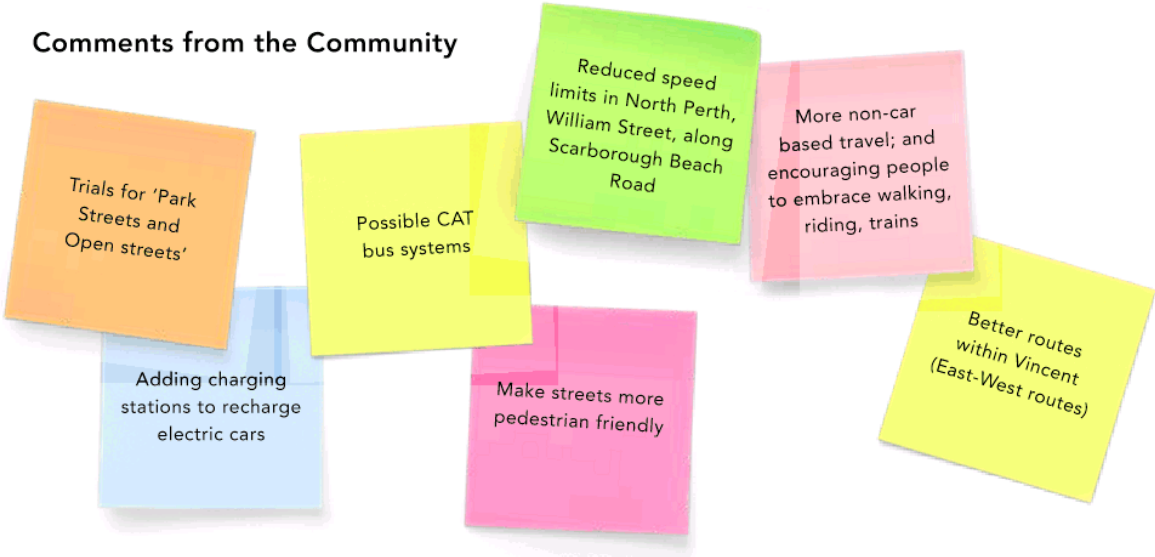 Comments from the Community
Trials for ‘Park
Streets and
Open streets’
Possible CAT
bus systems
Reduced speed
limits in North Perth,
William Street, along
Scarborough Beach
Road
More non-car
based travel; and
encouraging people
to embrace walking,
riding, trains
Adding charging
stations to recharge
electric cars
Make streets more
pedestrian friendly
Better routes
within Vincent
(East-West routes)